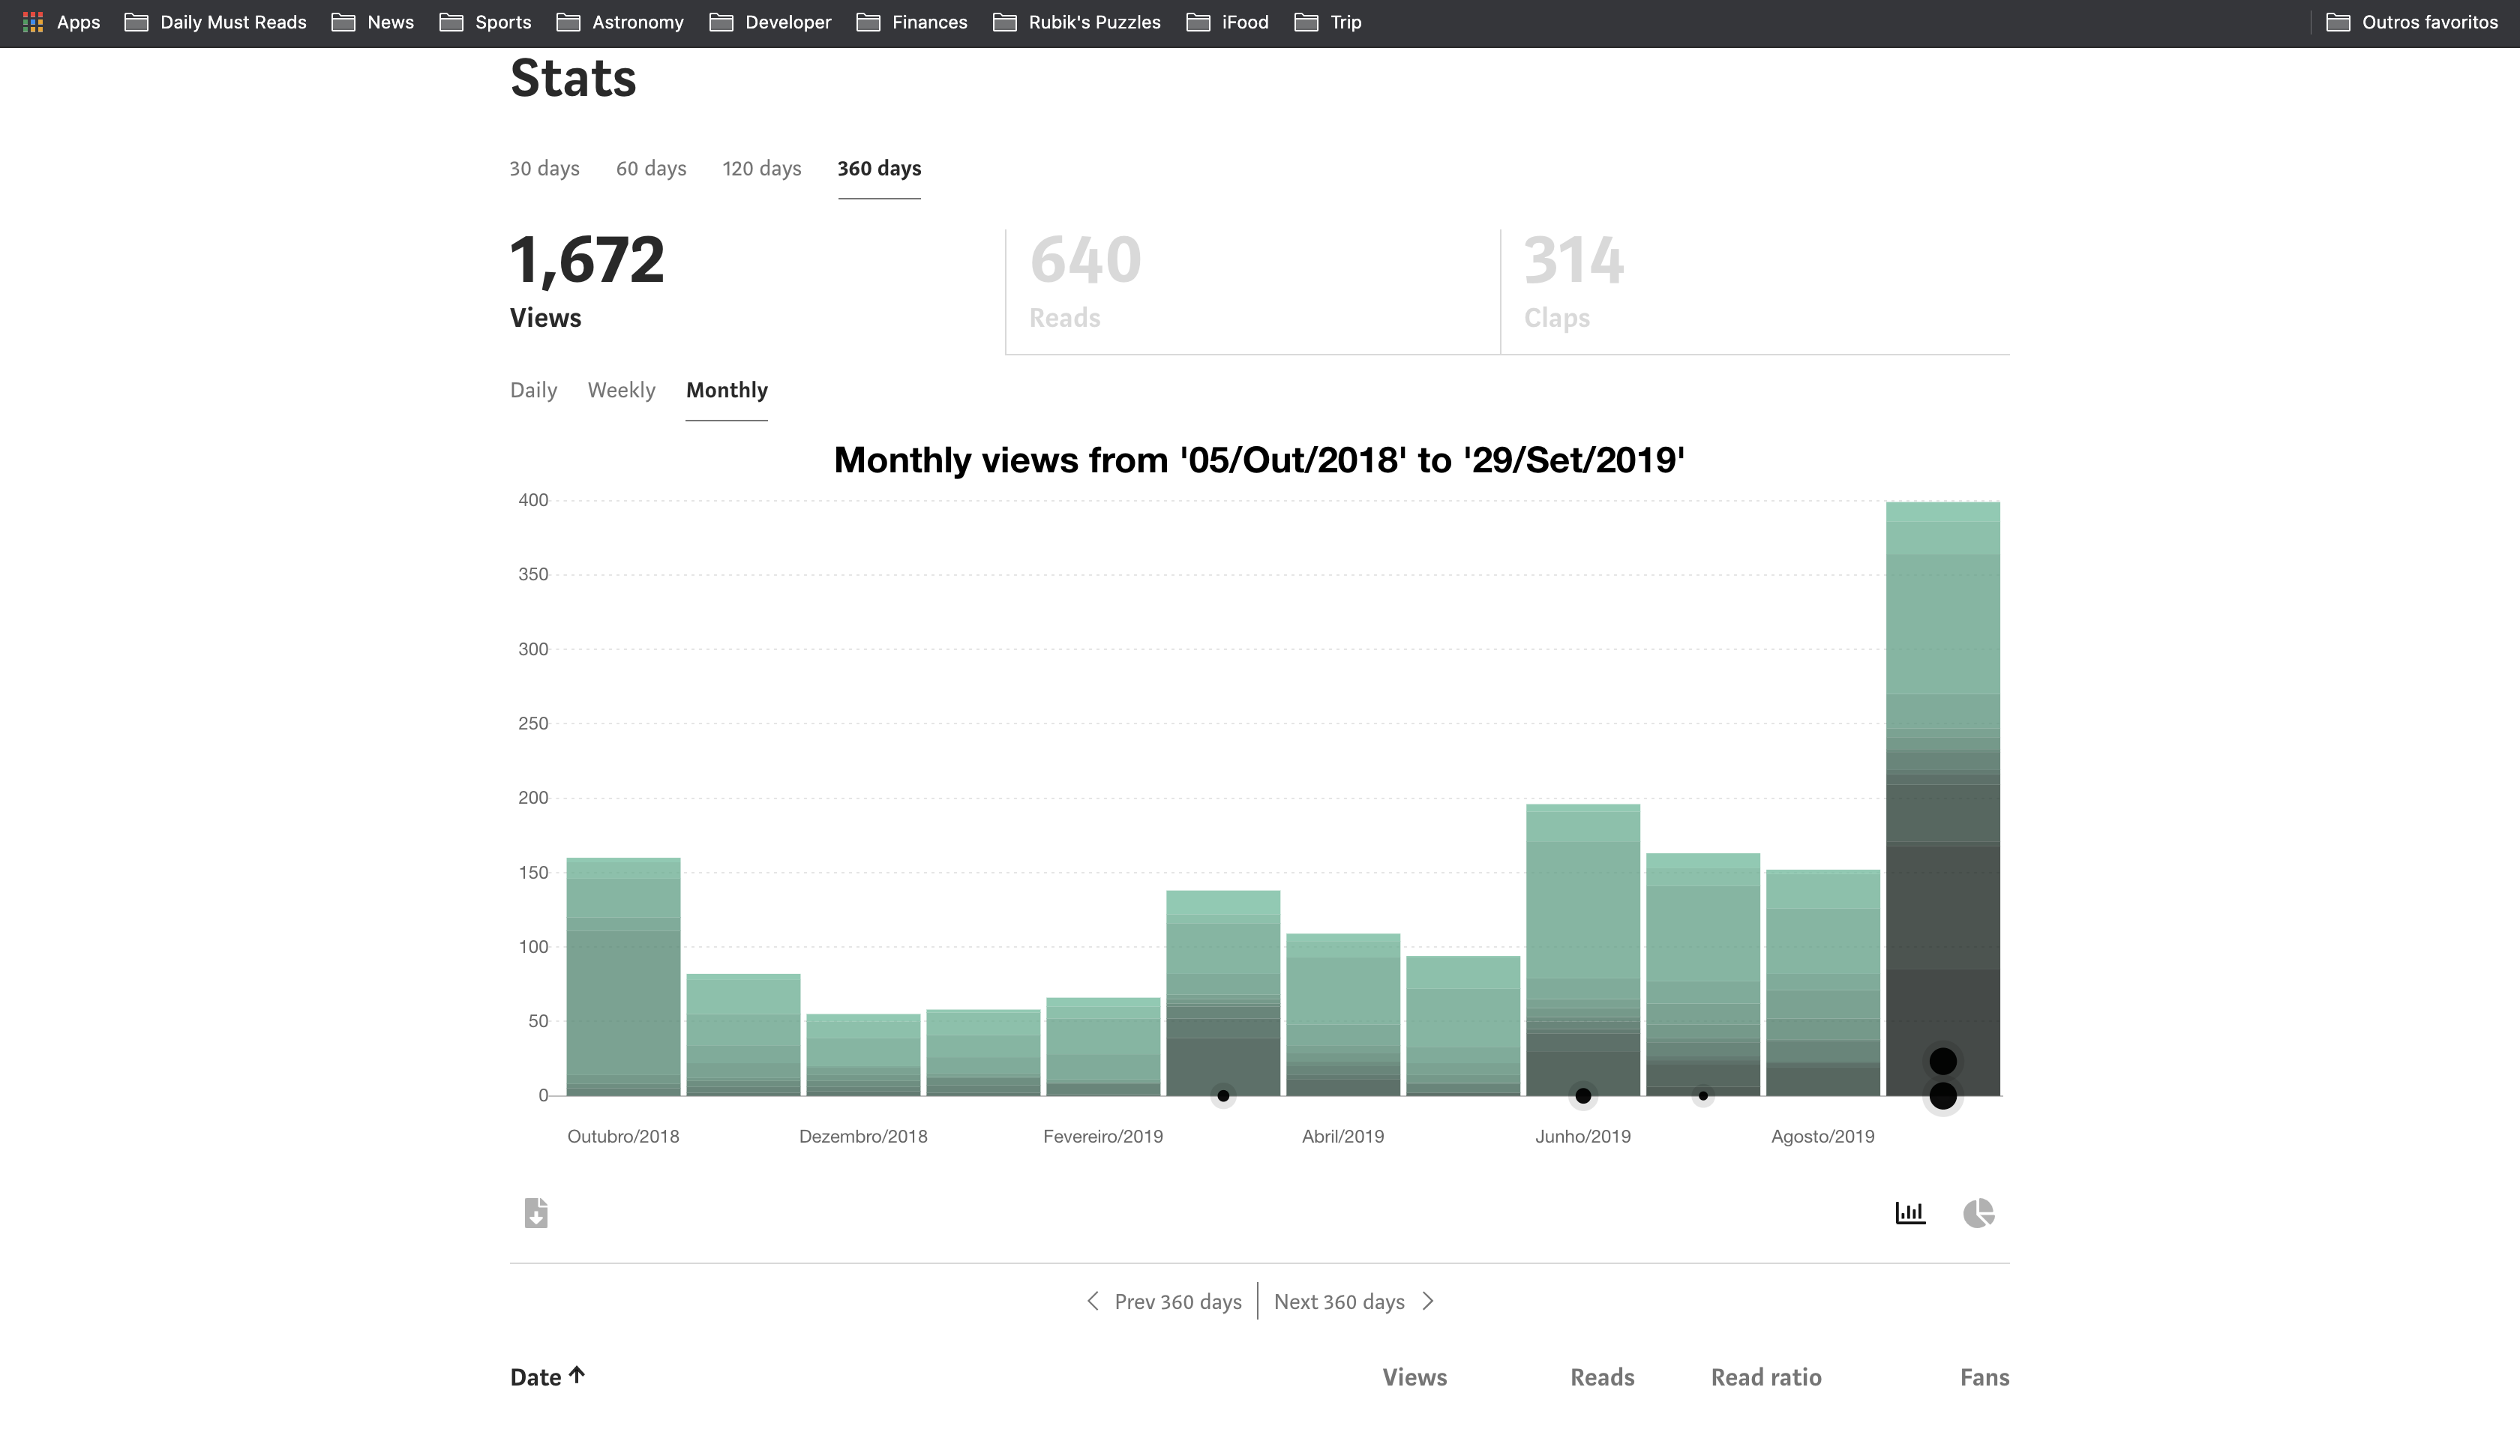 Apps Daily Must Reads News Sports Astronomy Developer Finances Rubik's Puzzles iFood Trip Outros favoritos
Stats
30 days 60 days 120 days 360 days
1,672 640 314
Views Reads Claps
Daily Weekly Monthly
Monthly views from '05/Out/2018' to '29/Set/2019'
400
350
300
250
200
150
100
50
0
Outubro/2018 Dezembro/2018 Fevereiro/2019 Abril/2019 Junho/2019 Agosto/2019
Prev 360 days Next 360 days
Date Views Reads Read ratio Fans